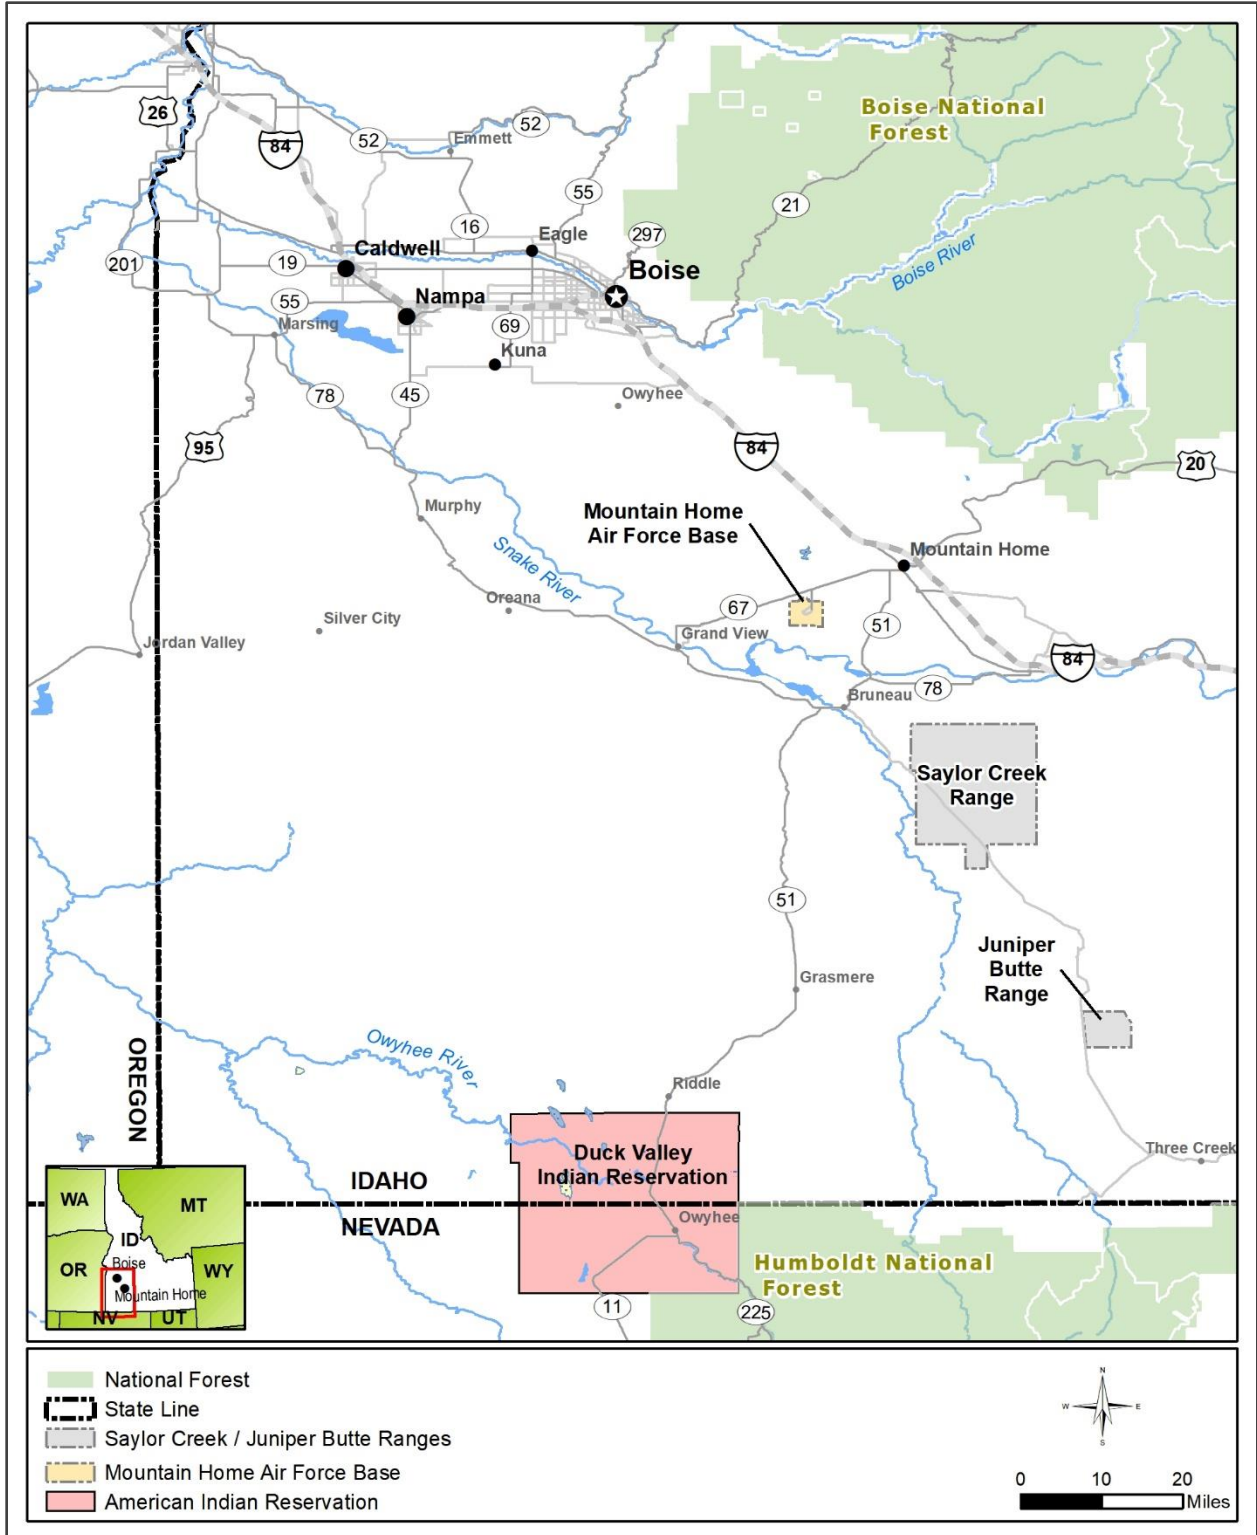 Boise National
Forest
26
84
52
52
Emmett
55
21
16
297
Eagle
Boise River
201
19
Caldwell
Boise
55
Nampa
69
Marsing
Kuna
78
45
Owyhee
95
84
20
Mountain Home
Air Force Base
Murphy
Snake River
Mountain Home
Oreana
67
51
Silver City
Grand View
Jordan Valley
84
Bruneau
78
Saylor Creek
Range
51
Juniper
Butte
Range
Grasmere
Owyhee River
OREGON
Riddle
Duck Valley
Indian Reservation
Three Creek
IDAHO
NEVADA
Owyhee
Humboldt National
Forest
11
225
WA
MT
ID
OR
Boise
WY
Mountain Home
NV
UT
National Forest
State Line
Saylor Creek / Juniper Butte Ranges
Mountain Home Air Force Base
American Indian Reservation
N
W
E
S
0 10 20
Miles